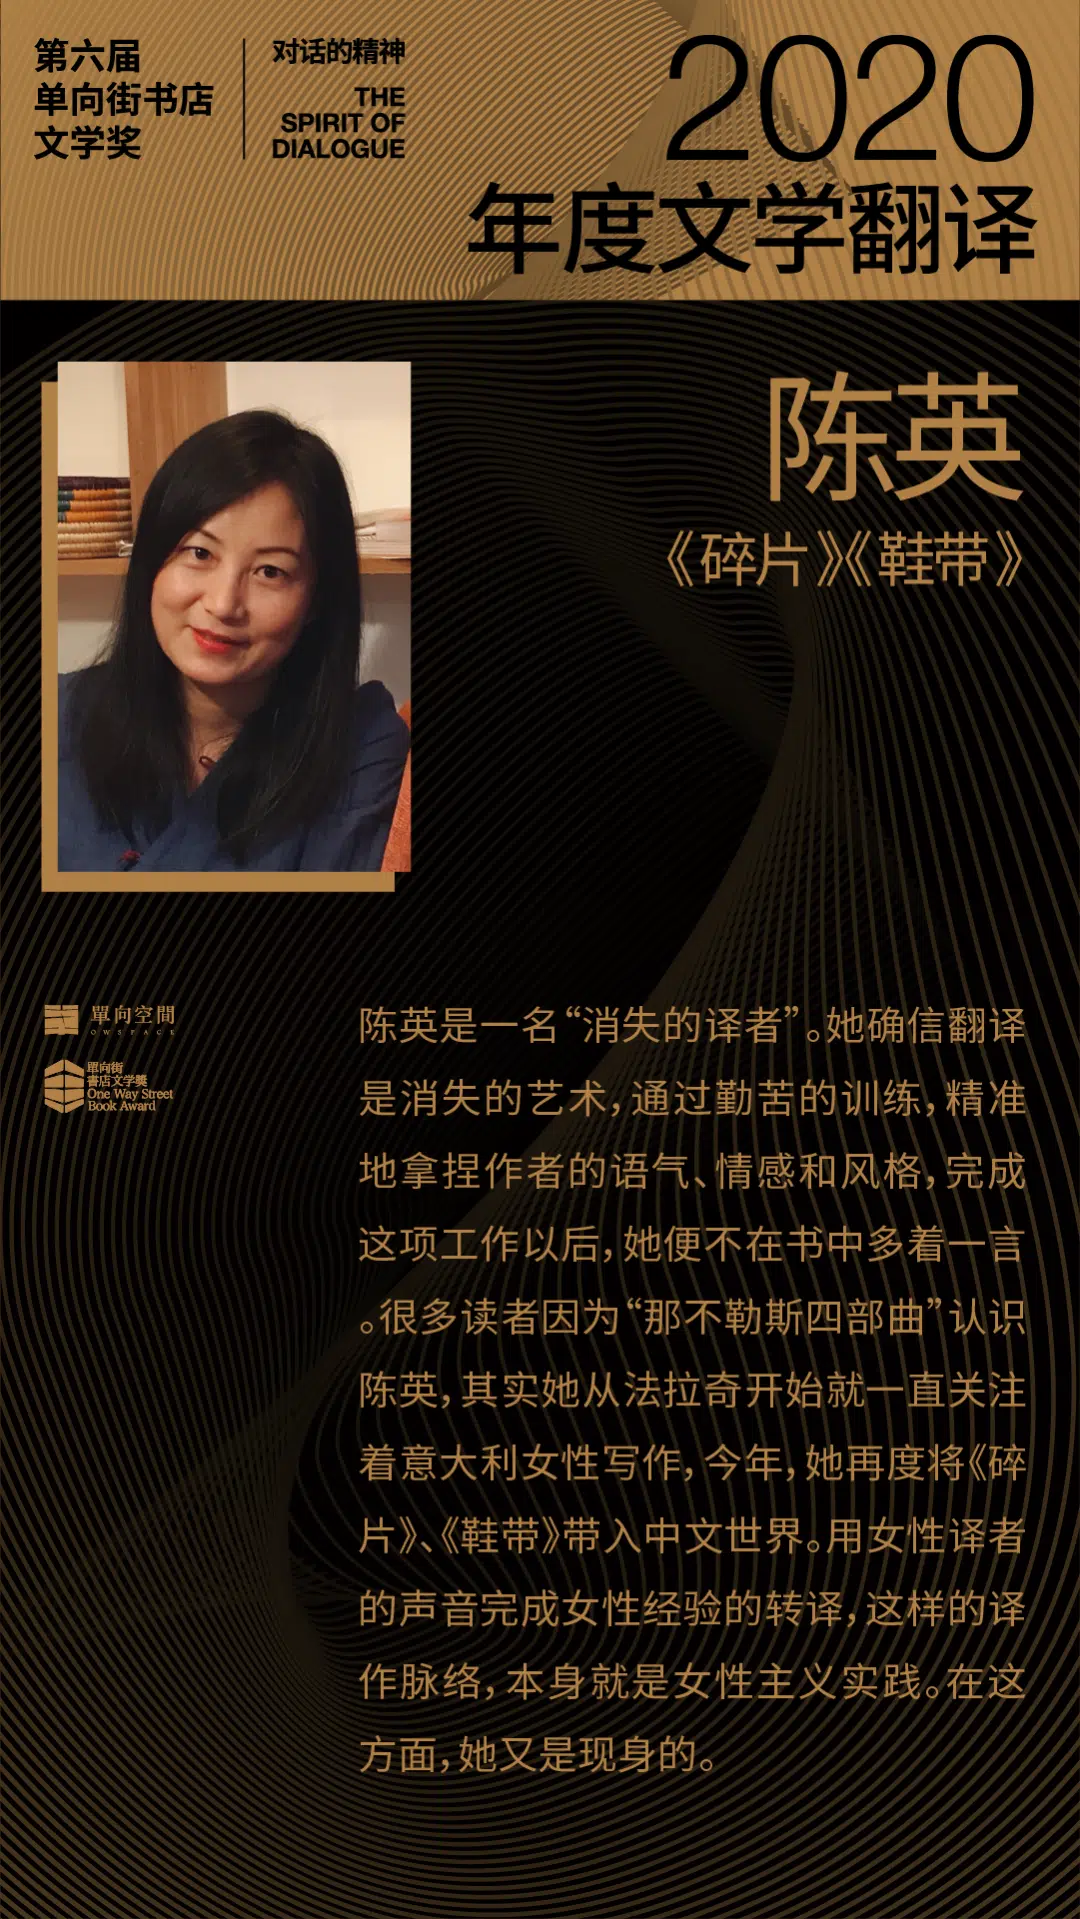 第六届
单向街书店
文学奖
对话的精神
THE
SPIRIT OF
DIALOGUE
2020
年度文学翻译
陈英
《碎片》《鞋带》
單向空間
OWSPACE
單向街
書店文学獎
One Way Street
Book Award
陈英是一名“消失的译者”。她确信翻译
是消失的艺术，通过勤苦的训练，精准
地拿捏作者的语气、情感和风格，完成
这项工作以后，她便不在书中多着一言
。很多读者因为“那不勒斯四部曲”认识
陈英，其实她从法拉奇开始就一直关注
着意大利女性写作，今年，她再度将《碎
片》、《鞋带》带入中文世界。用女性译者
的声音完成女性经验的转译，这样的译
作脉络，本身就是女性主义实践。在这
方面，她又是现身的。